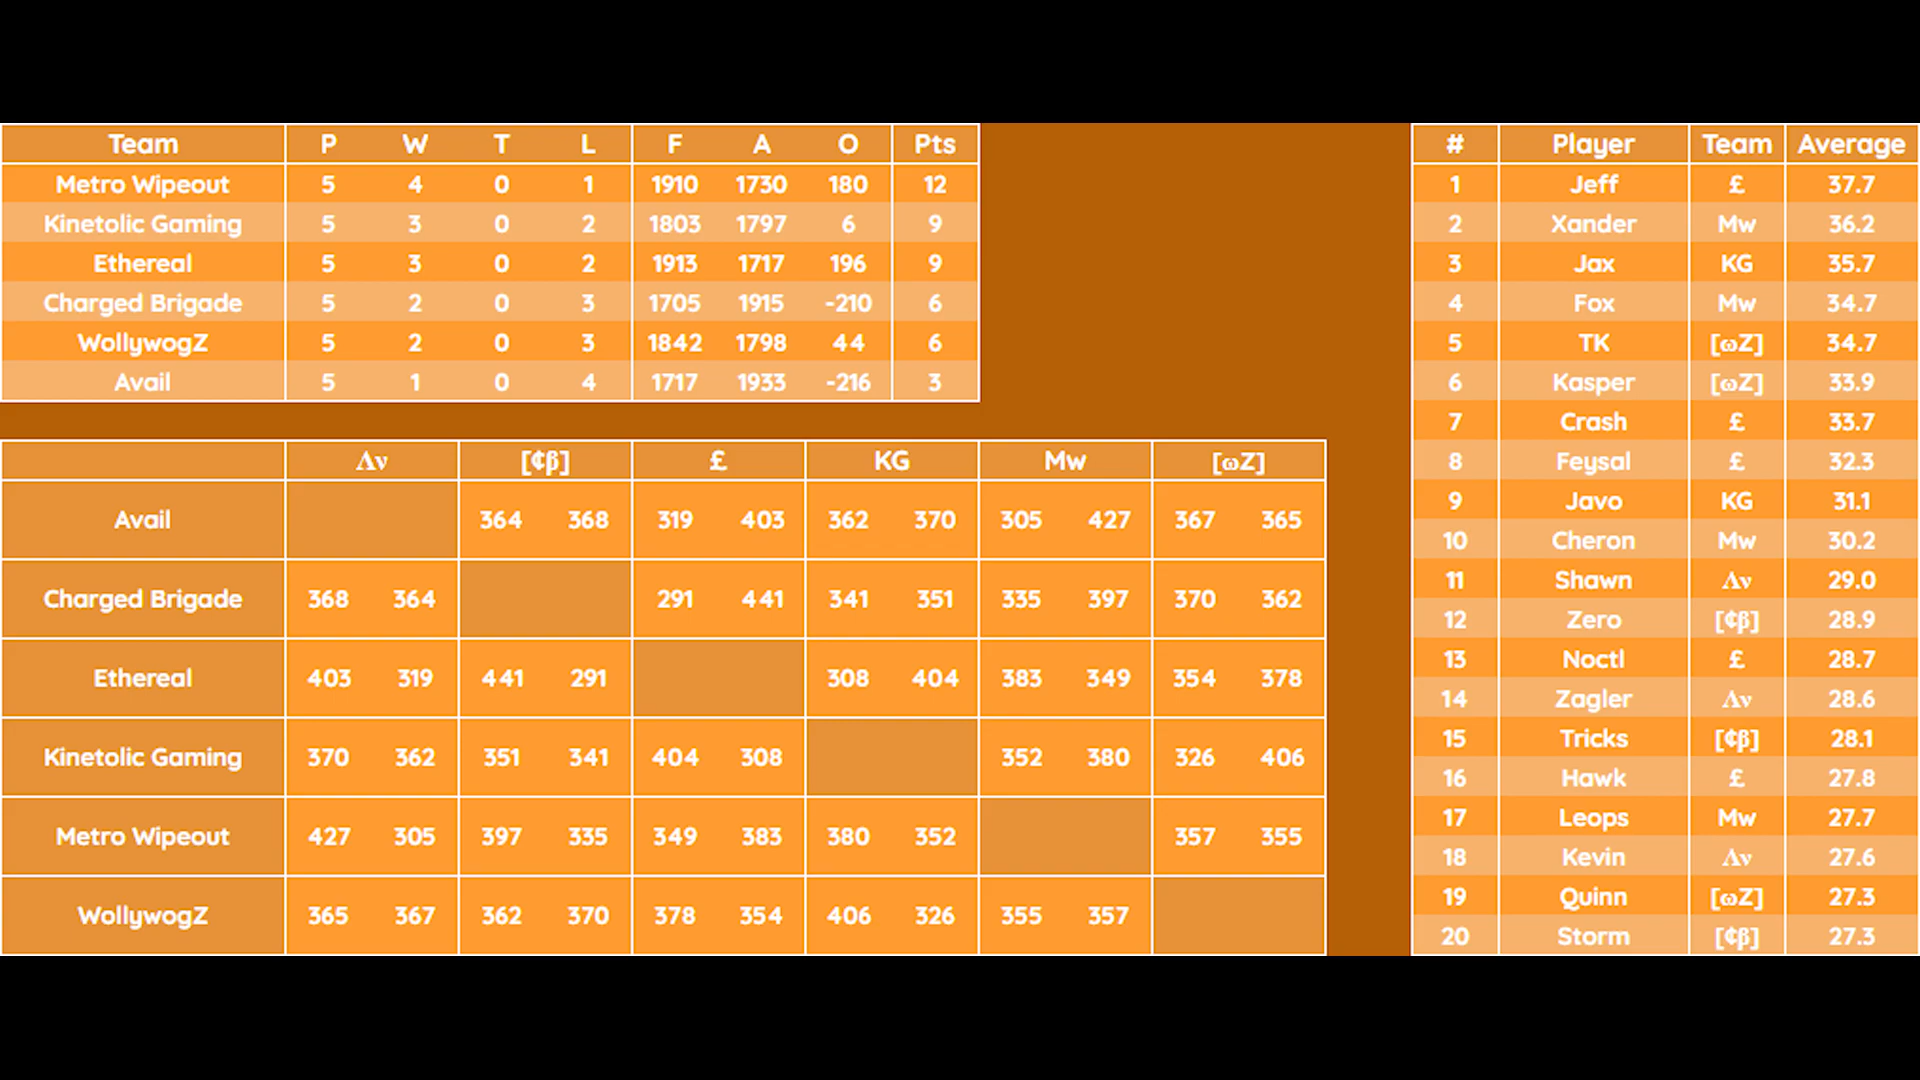 Team P W T L F A O Pts
Metro Wipeout 5 4 0 1 1910 1730 180 12
Kinetolic Gaming 5 3 0 2 1803 1797 6 9
Ethereal 5 3 0 2 1913 1717 196 9
Charged Brigade 5 2 0 3 1705 1915 -210 6
WollywogZ 5 2 0 3 1842 1798 44 6
Avail 5 1 0 4 1717 1933 -216 3
Λν [¢β] £ KG Mw [ωZ]
Avail 364 368 319 403 362 370 305 427 367 365
Charged Brigade 368 364 291 441 341 351 335 397 370 362
Ethereal 403 319 441 291 308 404 383 349 354 378
Kinetolic Gaming 370 362 351 341 404 308 352 380 326 406
Metro Wipeout 427 305 397 335 349 383 380 352 357 355
WollywogZ 365 367 362 370 378 354 406 326 355 357
# Player Team Average
1 Jeff £ 37.7
2 Xander Mw 36.2
3 Jax KG 35.7
4 Fox Mw 34.7
5 TK [ωZ] 34.7
6 Kasper [ωZ] 33.9
7 Crash £ 33.7
8 Feysal £ 32.3
9 Javo KG 31.1
10 Cheron Mw 30.2
11 Shawn Λν 29.0
12 Zero [¢β] 28.9
13 Noctl £ 28.7
14 Zagler Λν 28.6
15 Tricks [¢β] 28.1
16 Hawk £ 27.8
17 Leops Mw 27.7
18 Kevin Λν 27.6
19 Quinn [ωZ] 27.3
20 Storm [¢β] 27.3